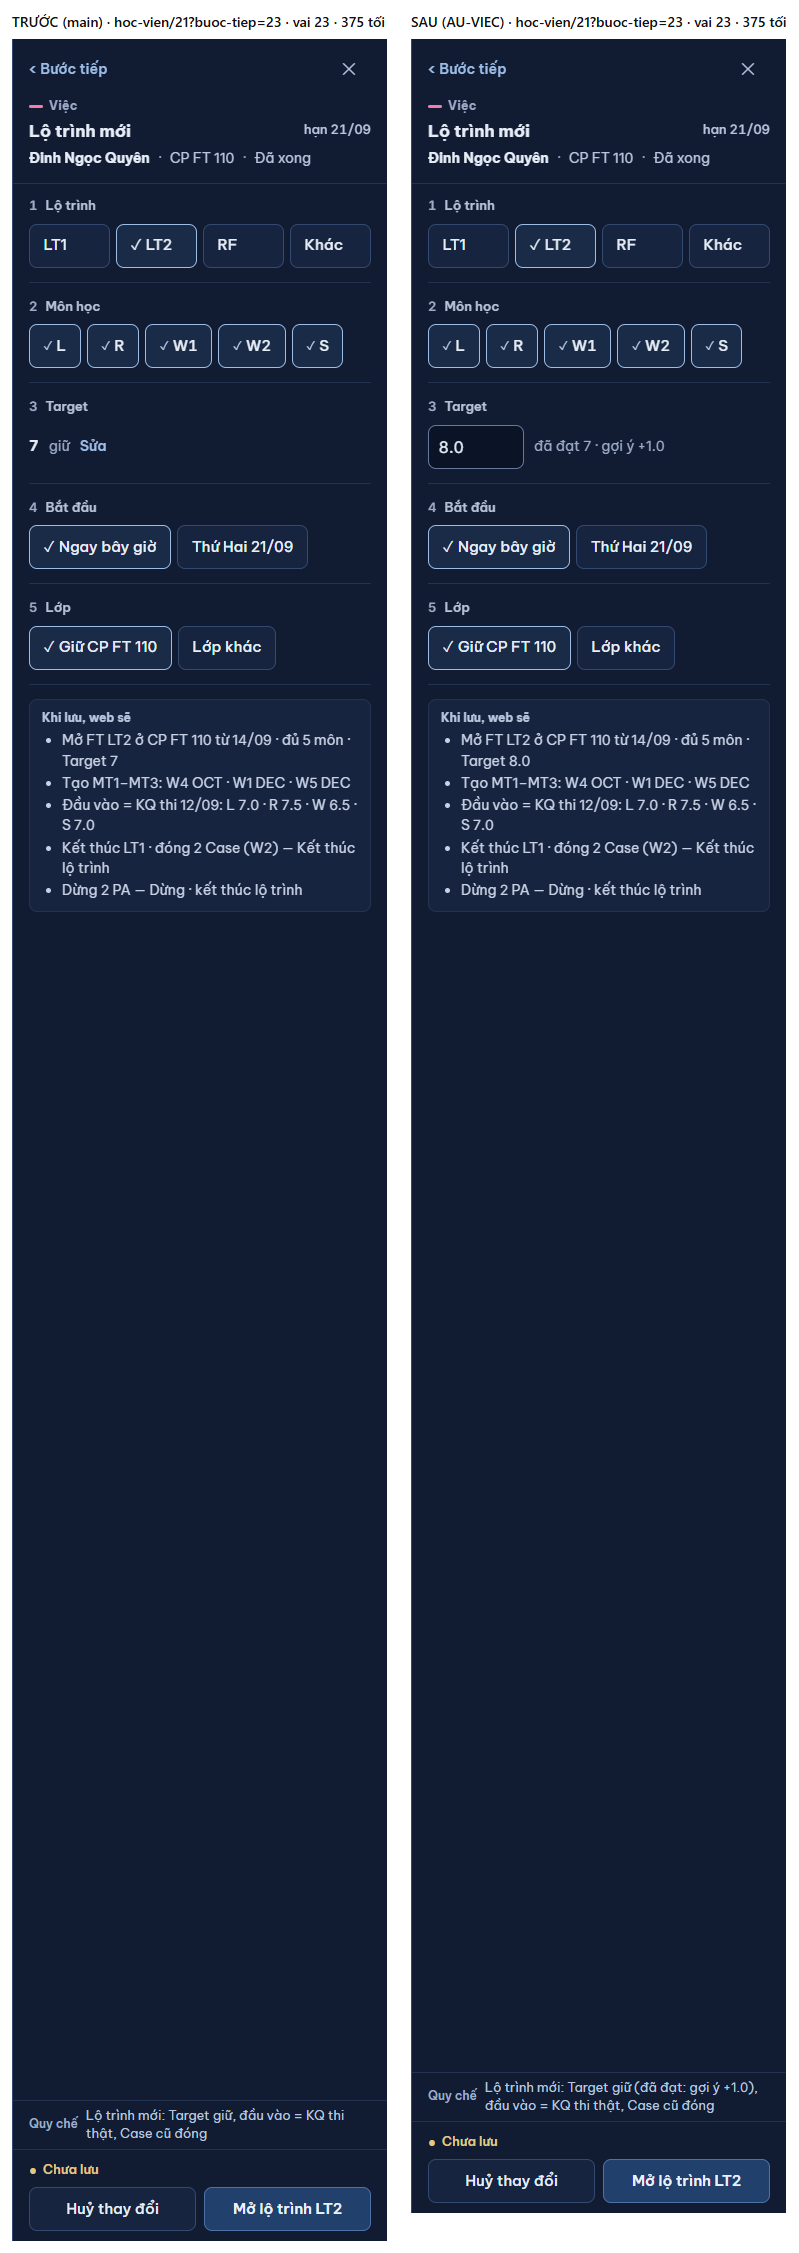 TRƯỚC (main) · hoc-vien/21?buoc-tiep=23 · vai 23 · 375 tối
‹ Bước tiếp
Việc
Lộ trình mới hạn 21/09
Đinh Ngọc Quyên · CP FT 110 · Đã xong
1 Lộ trình
LT1 ✓ LT2 RF Khác
2 Môn học
✓ L ✓ R ✓ W1 ✓ W2 ✓ S
3 Target
7 giữ Sửa
4 Bắt đầu
✓ Ngay bây giờ Thứ Hai 21/09
5 Lớp
✓ Giữ CP FT 110 Lớp khác
Khi lưu, web sẽ
• Mở FT LT2 ở CP FT 110 từ 14/09 · đủ 5 môn ·
Target 7
• Tạo MT1–MT3: W4 OCT · W1 DEC · W5 DEC
• Đầu vào = KQ thi 12/09: L 7.0 · R 7.5 · W 6.5 ·
S 7.0
• Kết thúc LT1 · đóng 2 Case (W2) — Kết thúc
lộ trình
• Dừng 2 PA — Dừng · kết thúc lộ trình
Quy chế Lộ trình mới: Target giữ, đầu vào = KQ thi
thật, Case cũ đóng
● Chưa lưu
Huỷ thay đổi Mở lộ trình LT2
SAU (AU-VIEC) · hoc-vien/21?buoc-tiep=23 · vai 23 · 375 tối
‹ Bước tiếp
Việc
Lộ trình mới hạn 21/09
Đinh Ngọc Quyên · CP FT 110 · Đã xong
1 Lộ trình
LT1 ✓ LT2 RF Khác
2 Môn học
✓ L ✓ R ✓ W1 ✓ W2 ✓ S
3 Target
8.0 đã đạt 7 · gợi ý +1.0
4 Bắt đầu
✓ Ngay bây giờ Thứ Hai 21/09
5 Lớp
✓ Giữ CP FT 110 Lớp khác
Khi lưu, web sẽ
• Mở FT LT2 ở CP FT 110 từ 14/09 · đủ 5 môn ·
Target 8.0
• Tạo MT1–MT3: W4 OCT · W1 DEC · W5 DEC
• Đầu vào = KQ thi 12/09: L 7.0 · R 7.5 · W 6.5 ·
S 7.0
• Kết thúc LT1 · đóng 2 Case (W2) — Kết thúc
lộ trình
• Dừng 2 PA — Dừng · kết thúc lộ trình
Quy chế Lộ trình mới: Target giữ (đã đạt: gợi ý +1.0),
đầu vào = KQ thi thật, Case cũ đóng
● Chưa lưu
Huỷ thay đổi Mở lộ trình LT2